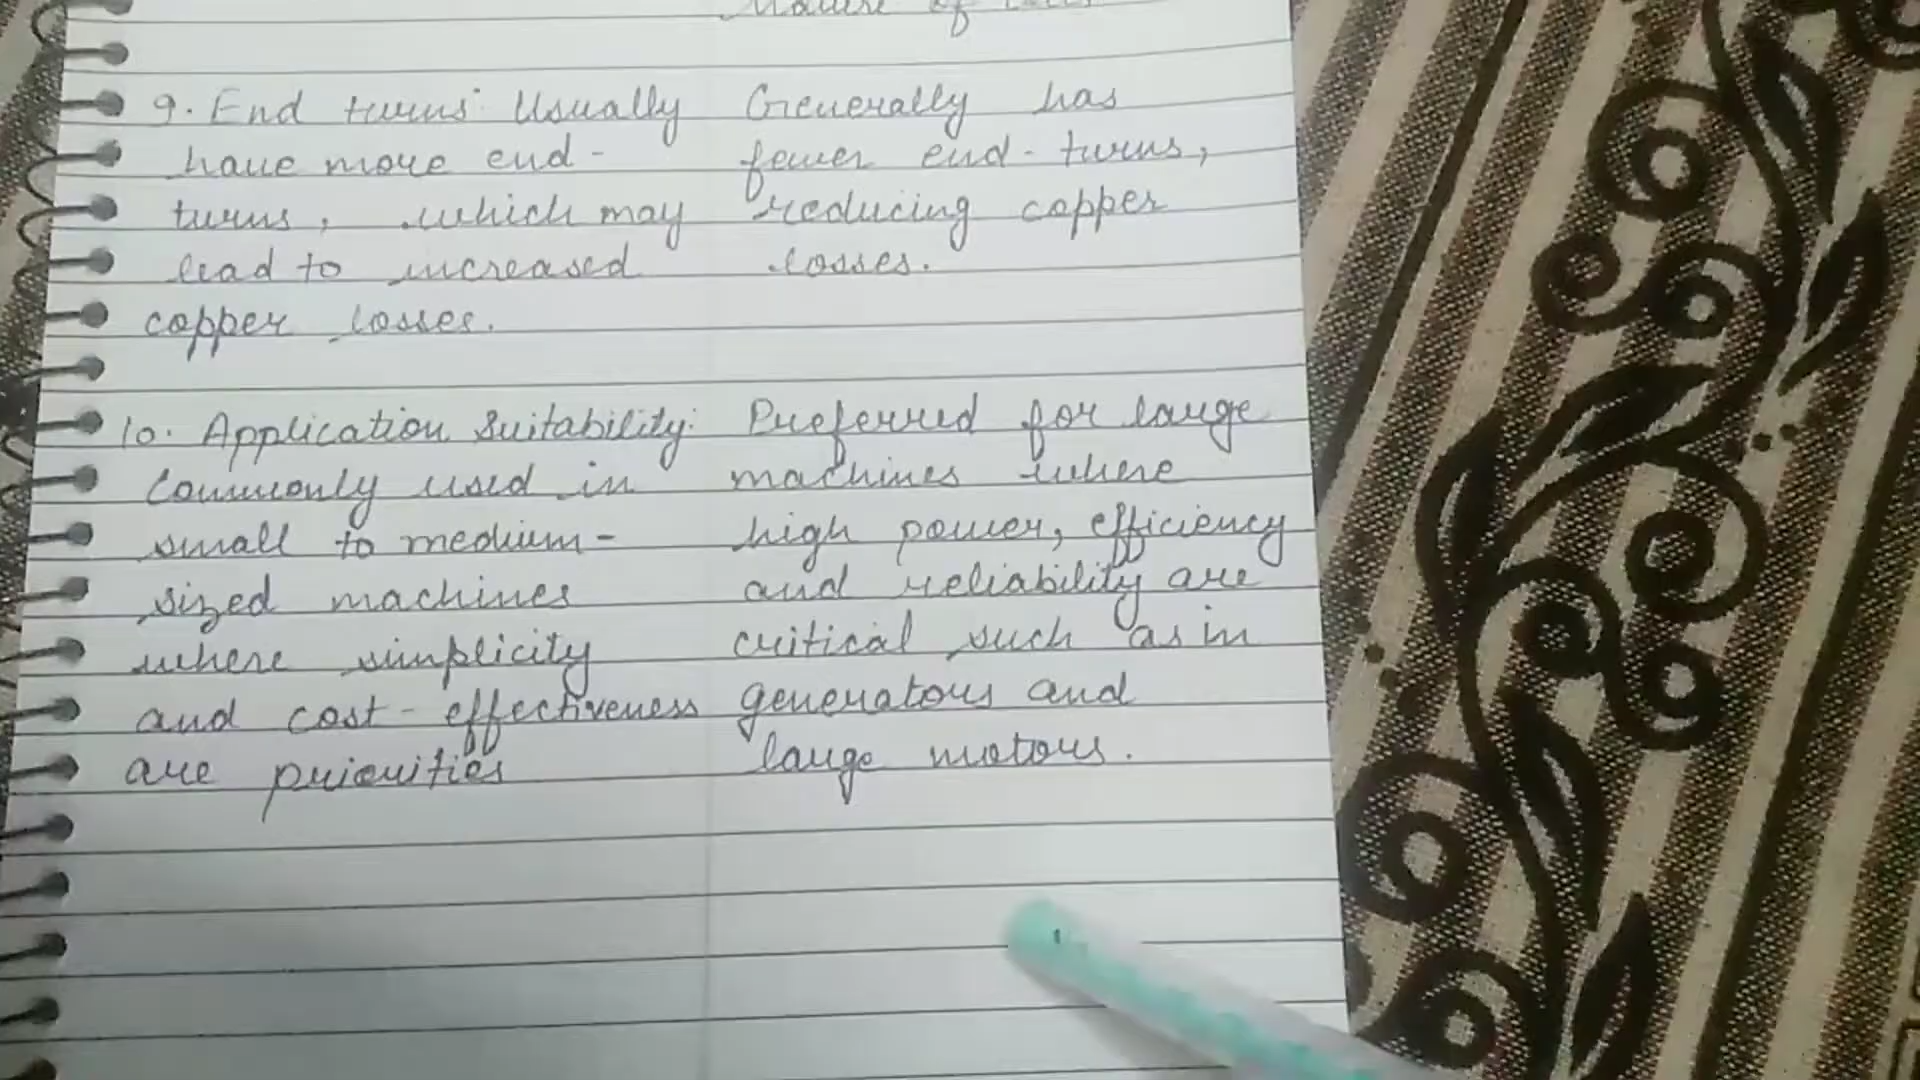 Nature of
9. End turns: Usually
have more end-
turns, which may
lead to increased
copper losses.
Generally has
fewer end-turns,
reducing copper
losses.
10. Application Suitability:
Commonly used in
small to medium-
sized machines
where simplicity
and cost-effectiveness
are priorities
Preferred for large
machines where
high power, efficiency
and reliability are
critical such as in
generators and
large motors.